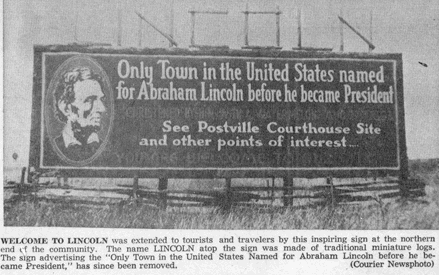 Only Town in the United States named
for Abraham Lincoln before he became President
See Postville Courthouse Site
and other points of interest...
WELCOME TO LINCOLN was extended to tourists and travelers by this inspiring sign at the northern
end of the community. The name LINCOLN atop the sign was made of traditional miniature logs.
The sign advertising the "Only Town in the United States Named for Abraham Lincoln before he be-
came President," has since been removed. (Courier Newsphoto)